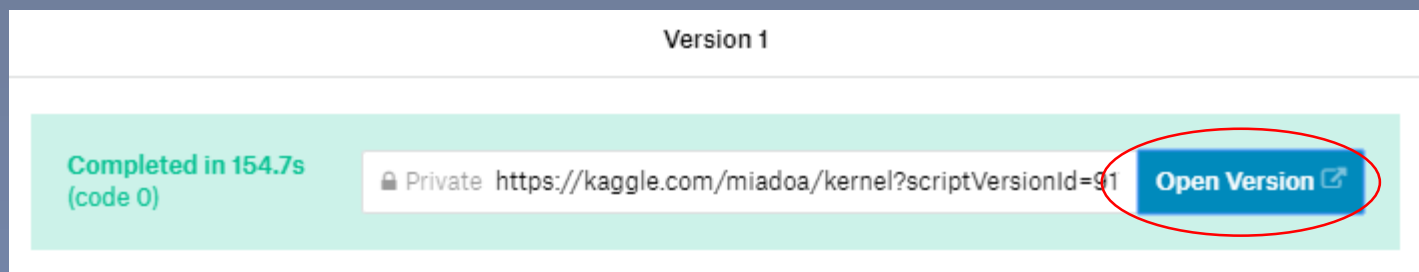 Version 1
Completed in 154.7s
(code 0)
Private https://kaggle.com/miadoa/kernel?scriptVersionId=91
Open Version